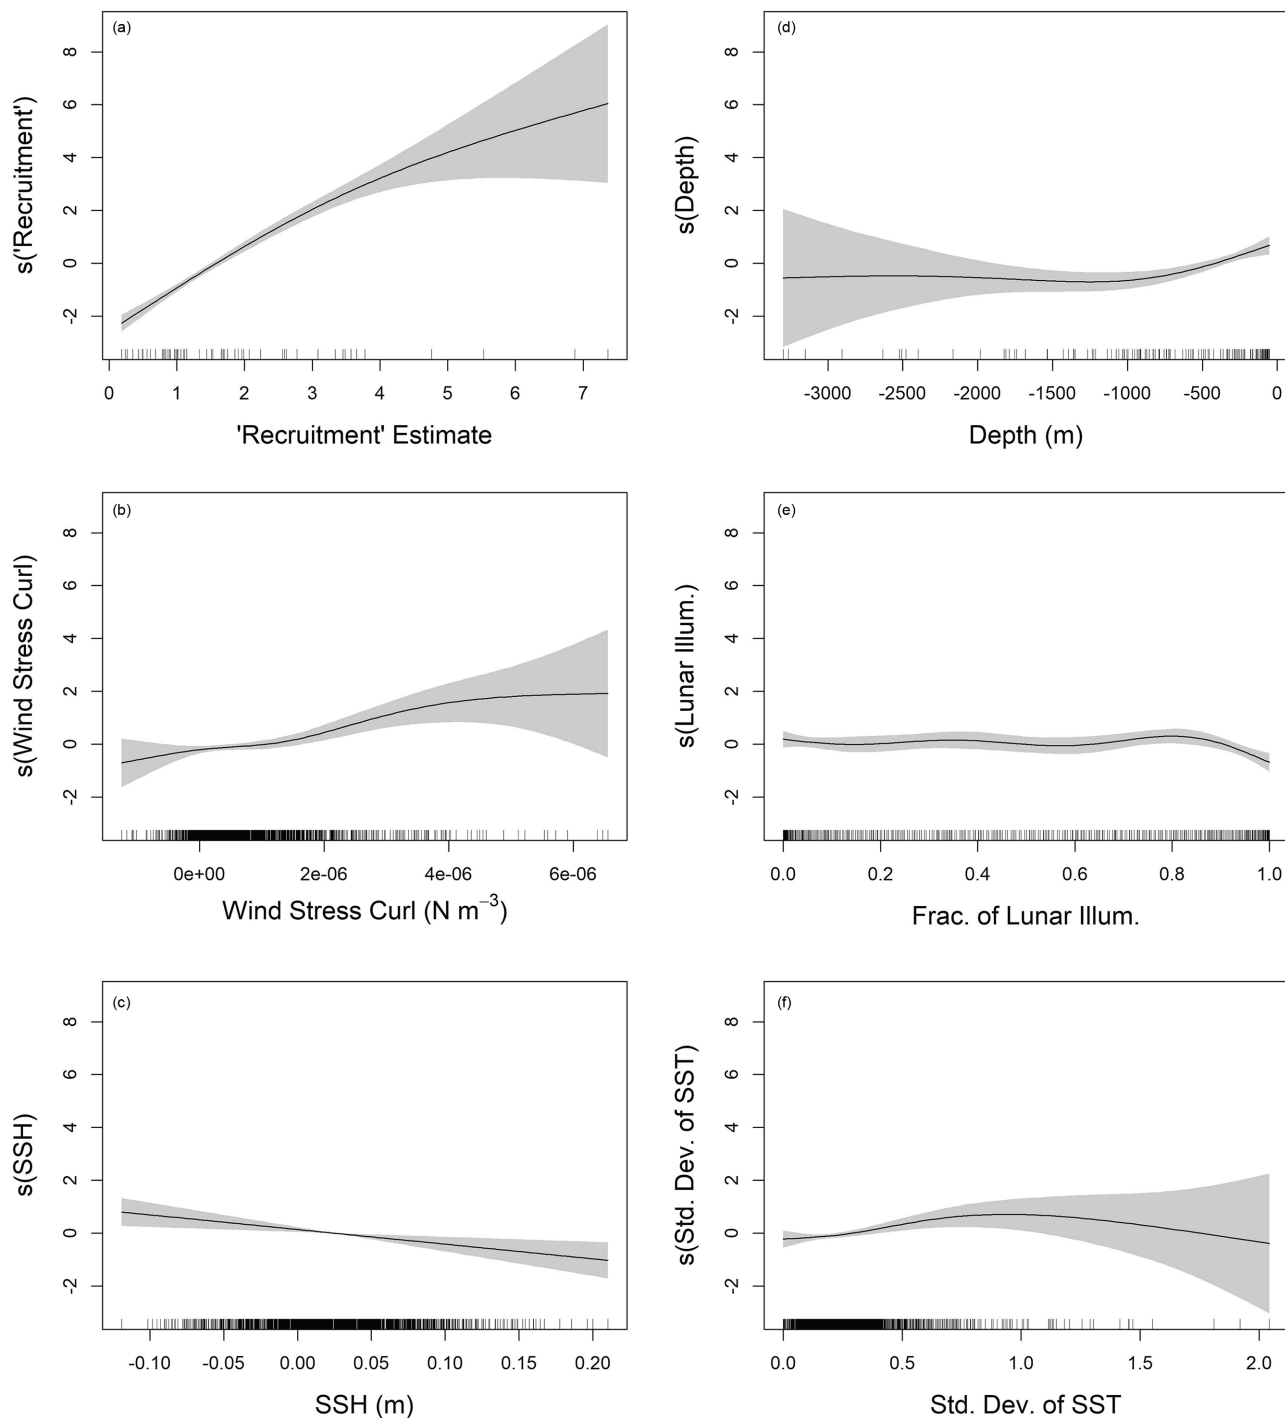 (a)
s('Recruitment')
8
6
4
2
0
-2
0 1 2 3 4 5 6 7
'Recruitment' Estimate
(d)
s(Depth)
8
6
4
2
0
-2
-3000 -2500 -2000 -1500 -1000 -500 0
Depth (m)
(b)
s(Wind Stress Curl)
8
6
4
2
0
-2
0e+00 2e-06 4e-06 6e-06
Wind Stress Curl (N m⁻³)
(e)
s(Lunar Illum.)
8
6
4
2
0
-2
0.0 0.2 0.4 0.6 0.8 1.0
Frac. of Lunar Illum.
(c)
s(SSH)
8
6
4
2
0
-2
-0.10 -0.05 0.00 0.05 0.10 0.15 0.20
SSH (m)
(f)
s(Std. Dev. of SST)
8
6
4
2
0
-2
0.0 0.5 1.0 1.5 2.0
Std. Dev. of SST